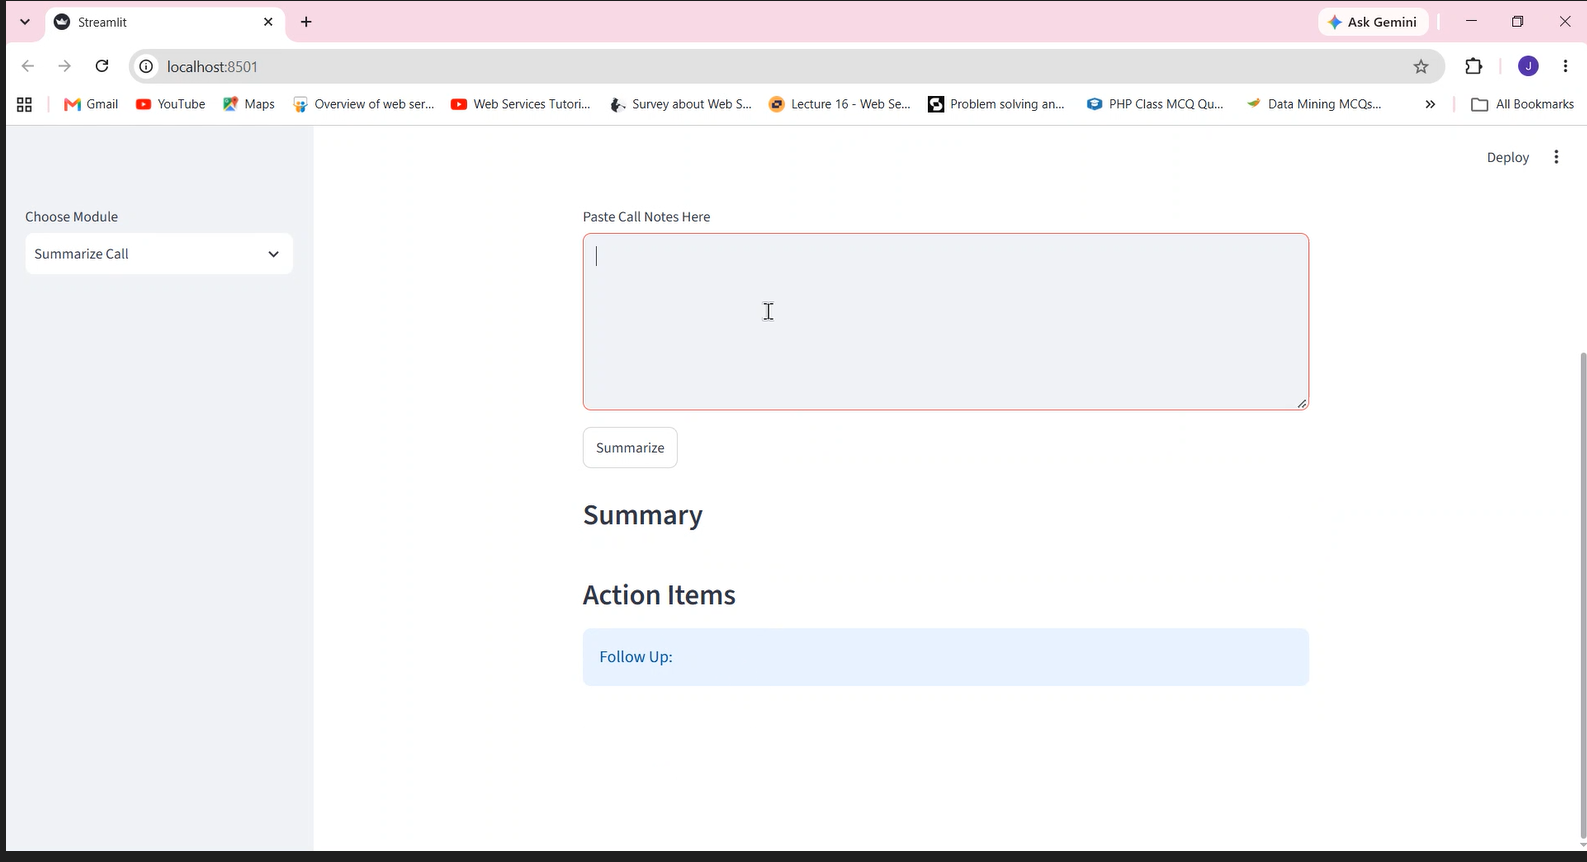 Streamlit
Ask Gemini
localhost:8501
J
Gmail
YouTube
Maps
Overview of web ser...
Web Services Tutori...
Survey about Web S...
Lecture 16 - Web Se...
Problem solving an...
PHP Class MCQ Qu...
Data Mining MCQs...
All Bookmarks
Deploy
Choose Module
Summarize Call
Paste Call Notes Here
Summarize
Summary
Action Items
Follow Up: